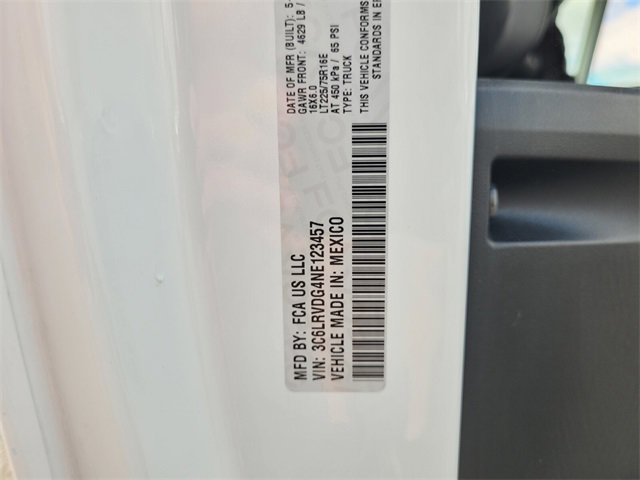 MFD BY: FCA US LLC
VIN: 3C6LRVDG4NE123457
VEHICLE MADE IN: MEXICO
DATE OF MFR (BUILT): 5-
GAWR FRONT: 4629 LB /
16X6.0
LT225/75R16E
AT 450 kPa / 65 PSI
TYPE: TRUCK
THIS VEHICLE CONFORMS
STANDARDS IN